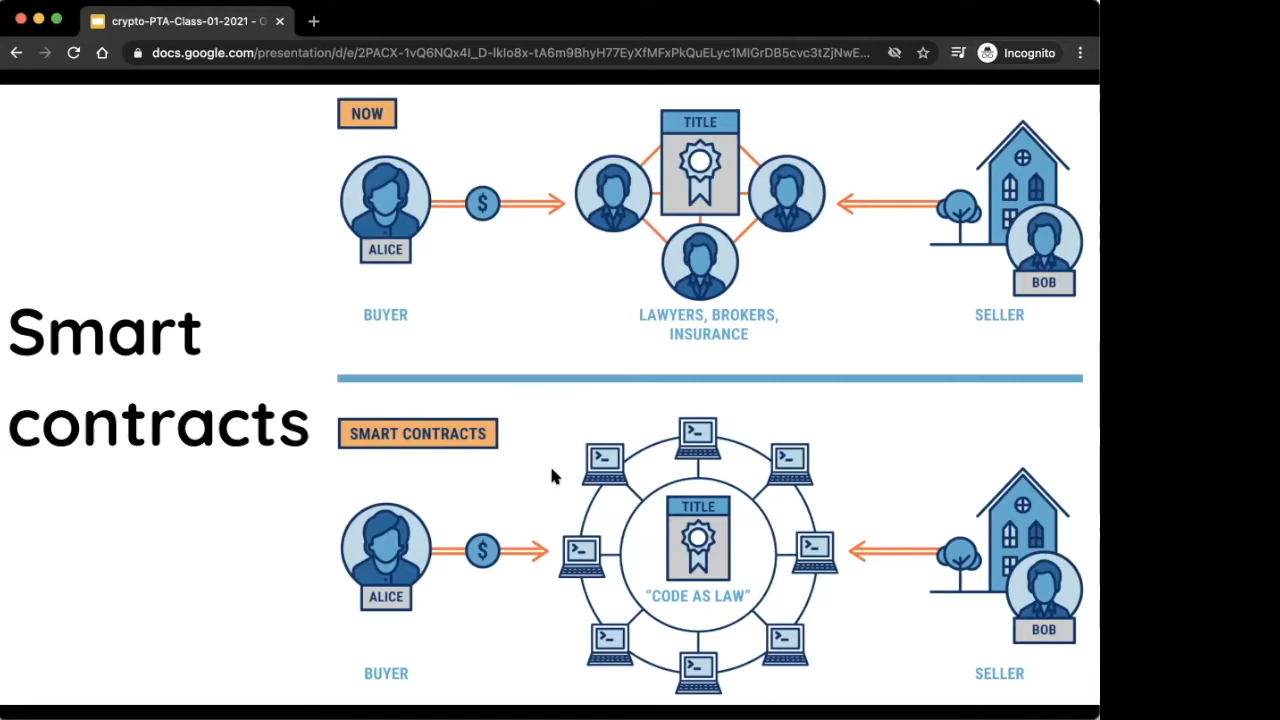 crypto-PTA-Class-01-2021 - G
docs.google.com/presentation/d/e/2PACX-1vQ6NQx4I_D-lkIo8x-tA6m9BhyH77EyXfMFxPkQuELyc1MIGrDB5cvc3tZjNwE...
Incognito
NOW
TITLE
$
ALICE
BOB
BUYER
LAWYERS, BROKERS,
INSURANCE
SELLER
Smart
contracts
SMART CONTRACTS
TITLE
$
"CODE AS LAW"
ALICE
BOB
BUYER
SELLER